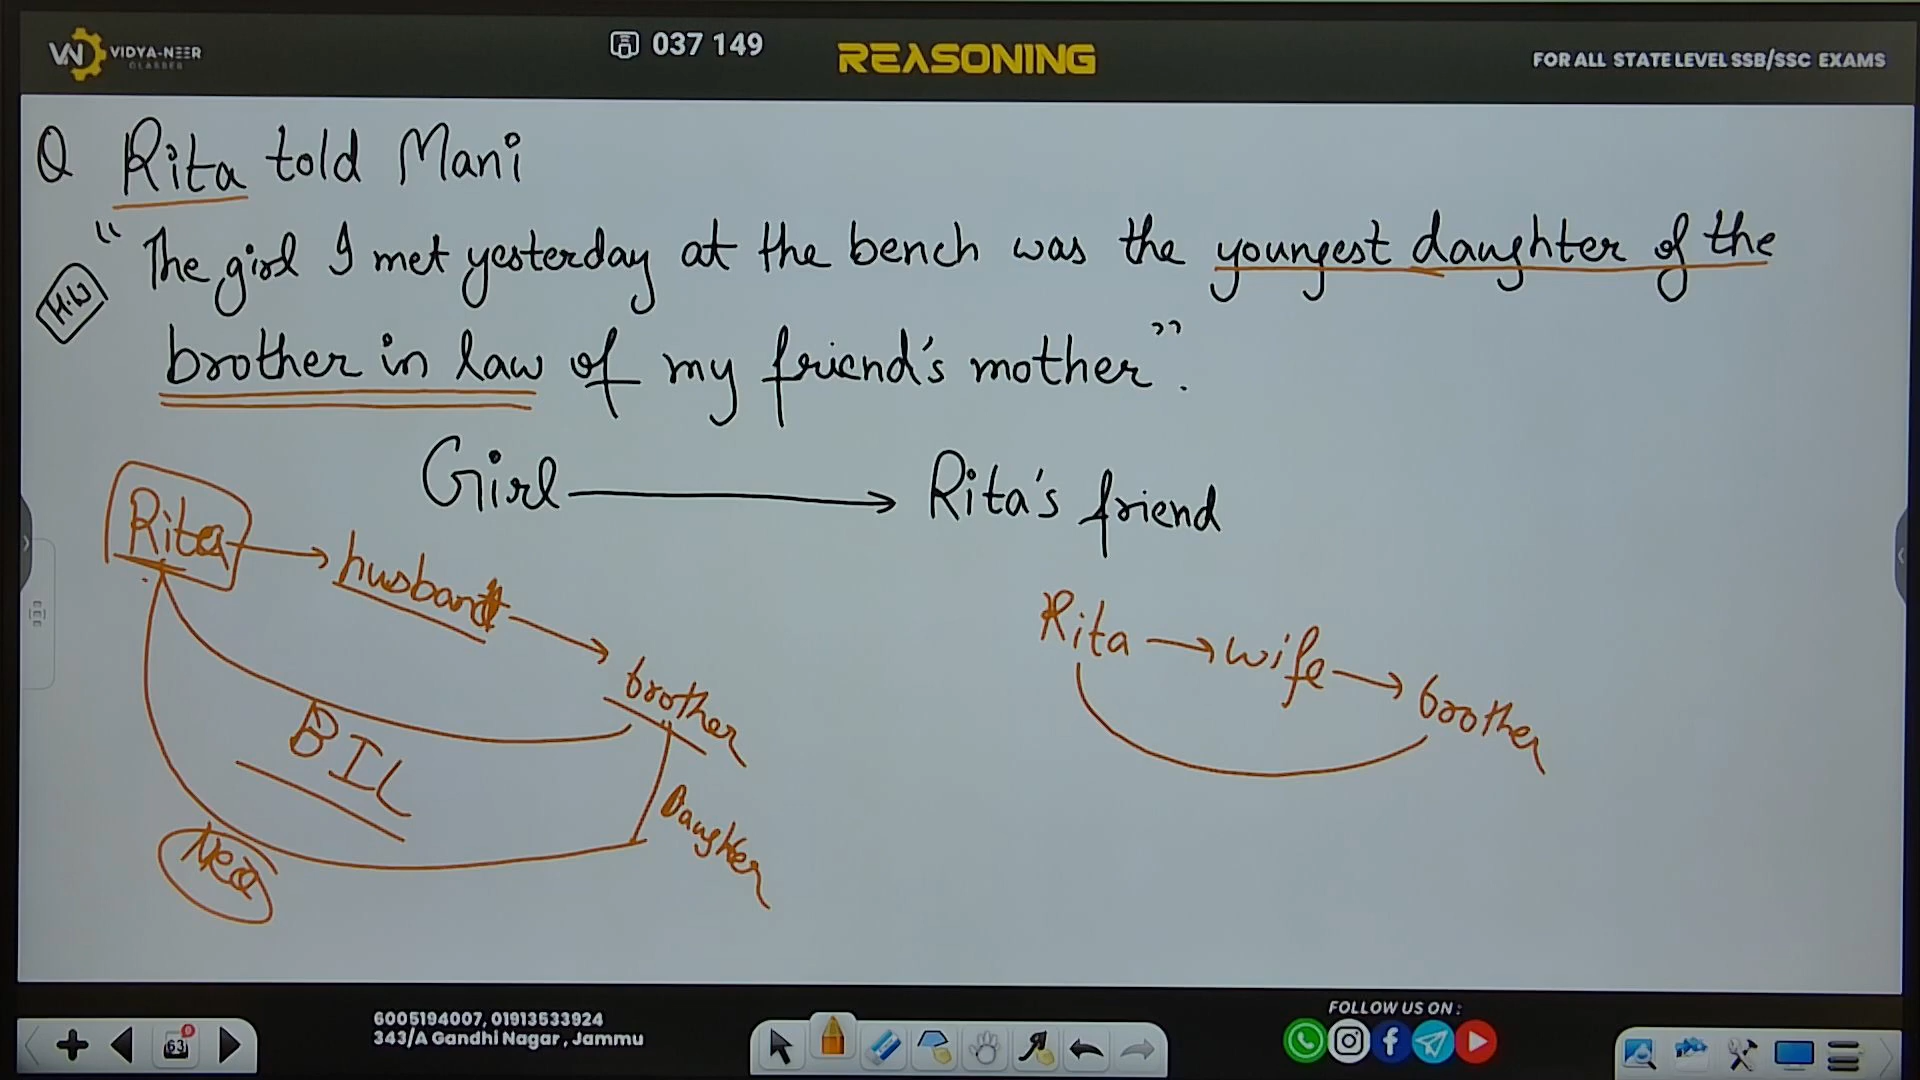 VN VIDYA-NEER
CLASSES
037 149
REASONING
FOR ALL STATE LEVEL SSB/SSC EXAMS
Q Rita told Mani
"The girl I met yesterday at the bench was the youngest daughter of the
H.W
brother in law of my friend's mother".
Girl → Rita's friend
Rita → husband → brother
BIL
Daughter
Rita → wife → brother
6005194007, 01913533924
343/A Gandhi Nagar, Jammu
63
FOLLOW US ON :